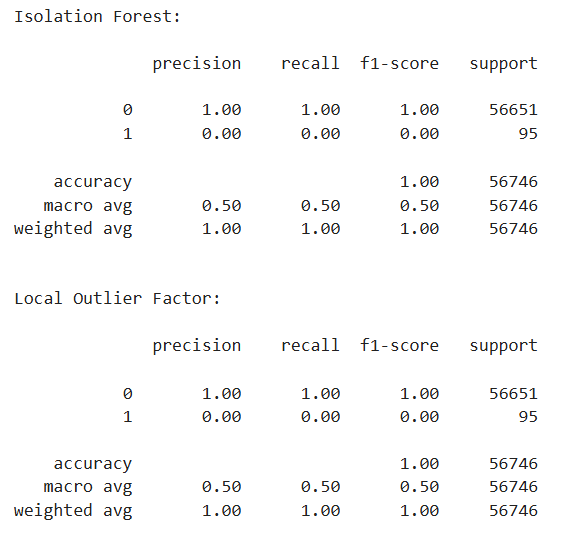 Isolation Forest:
precision recall f1-score support
0 1.00 1.00 1.00 56651
1 0.00 0.00 0.00 95
accuracy 1.00 56746
macro avg 0.50 0.50 0.50 56746
weighted avg 1.00 1.00 1.00 56746
Local Outlier Factor:
precision recall f1-score support
0 1.00 1.00 1.00 56651
1 0.00 0.00 0.00 95
accuracy 1.00 56746
macro avg 0.50 0.50 0.50 56746
weighted avg 1.00 1.00 1.00 56746